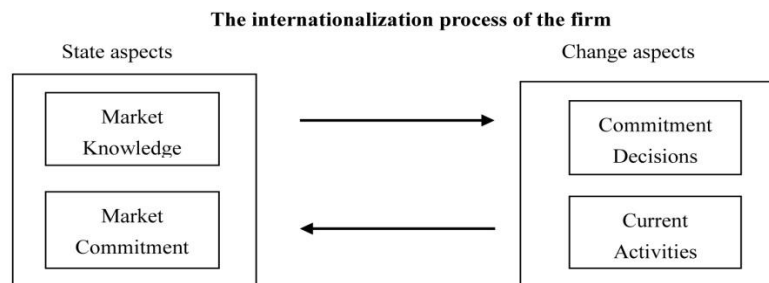 The internationalization process of the firm
State aspects
Change aspects
Market
Knowledge
Commitment
Decisions
Market
Commitment
Current
Activities